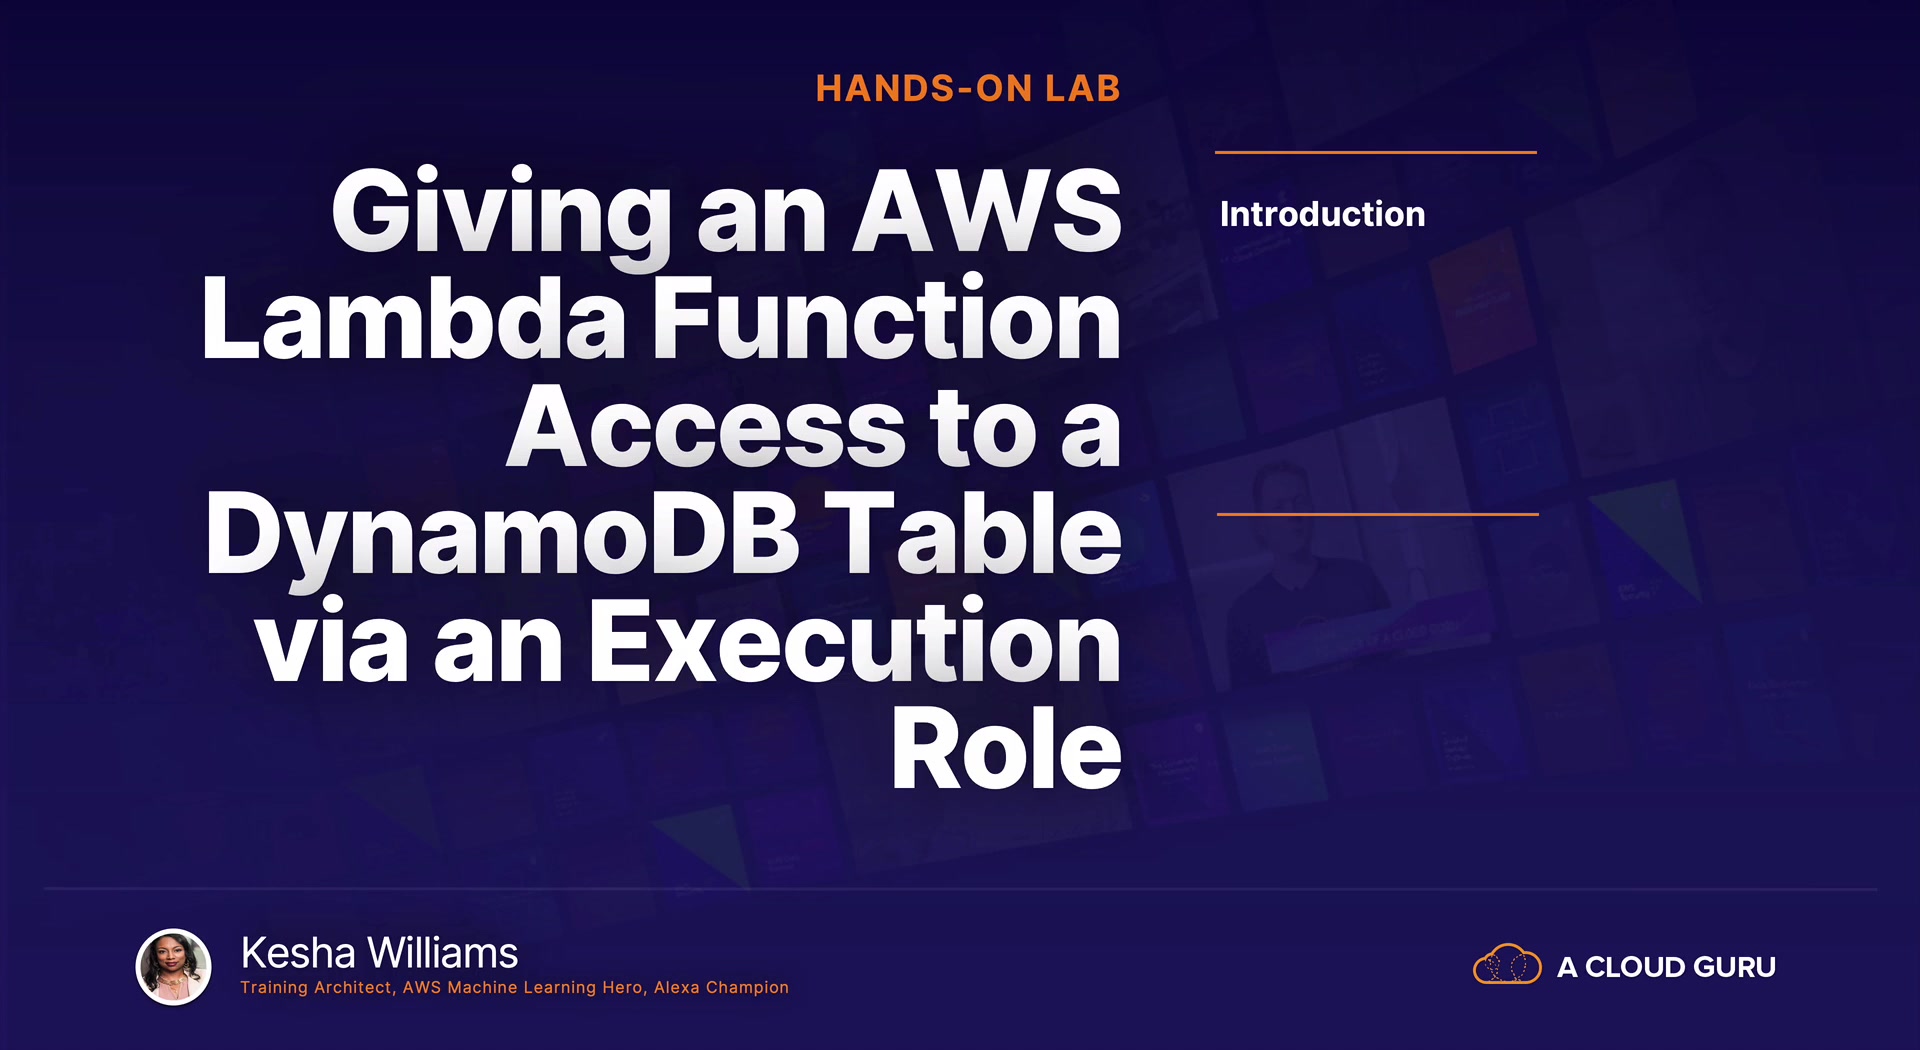 HANDS-ON LAB
Giving an AWS
Lambda Function
Access to a
DynamoDB Table
via an Execution
Role
Introduction
Kesha Williams
Training Architect, AWS Machine Learning Hero, Alexa Champion
A CLOUD GURU